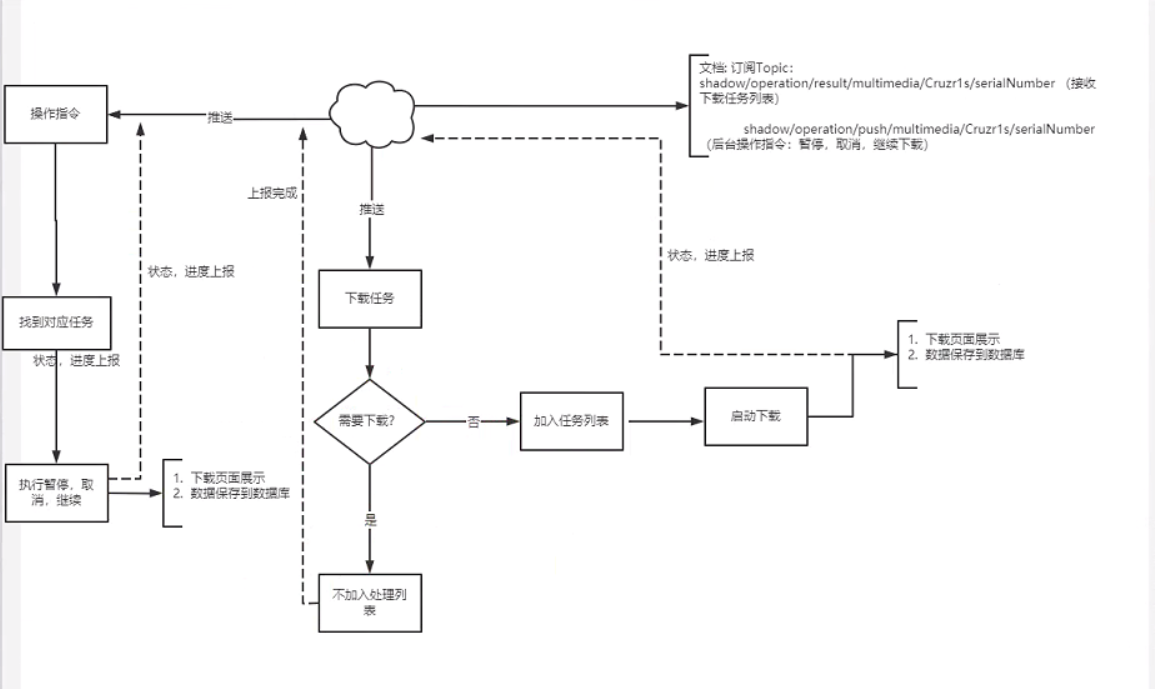 文档: 订阅Topic:
shadow/operation/result/multimedia/Cruzr1s/serialNumber （接收
下载任务列表）
shadow/operation/push/multimedia/Cruzr1s/serialNumber
（后台操作指令：暂停，取消，继续下载）
操作指令
推送
上报完成
推送
状态，进度上报
状态，进度上报
下载任务
找到对应任务
状态，进度上报
1. 下载页面展示
2. 数据保存到数据库
需要下载?
否
加入任务列表
启动下载
执行暂停，取
消，继续
1. 下载页面展示
2. 数据保存到数据库
是
不加入处理列
表